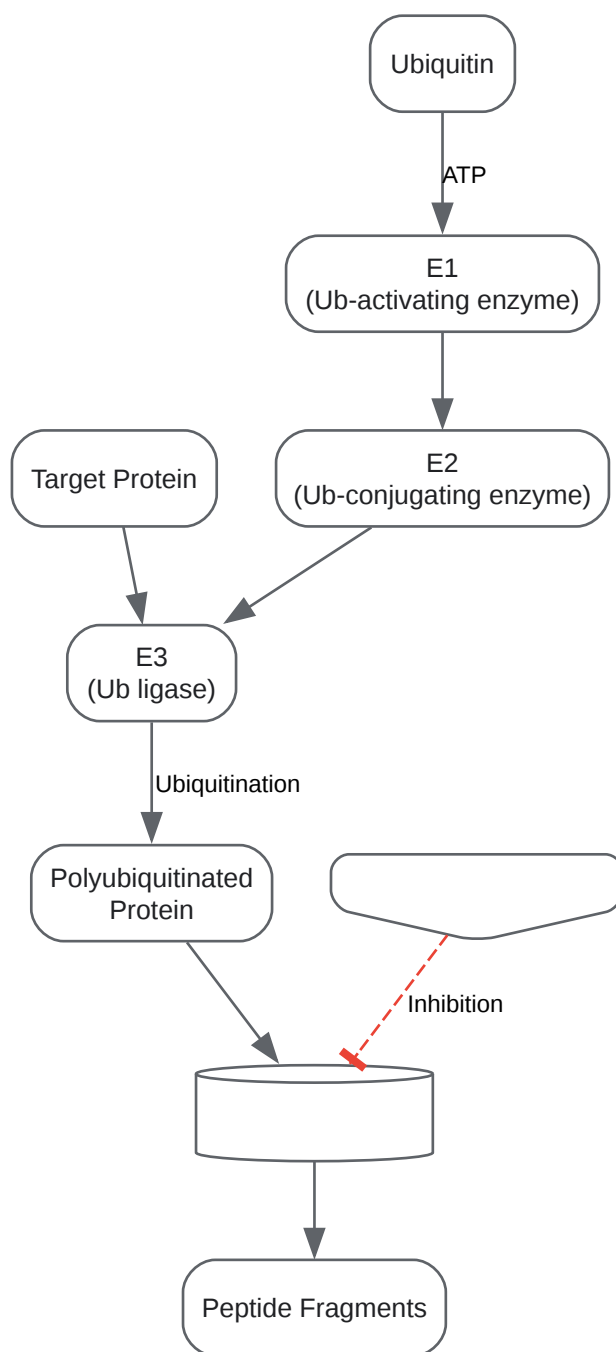 Ubiquitin
ATP
E1
(Ub-activating enzyme)
Target Protein
E2
(Ub-conjugating enzyme)
E3
(Ub ligase)
Ubiquitination
Polyubiquitinated
Protein
Inhibition
Peptide Fragments